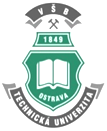 VŠB
1849
OSTRAVA
TECHNICKÁ UNIVERZITA